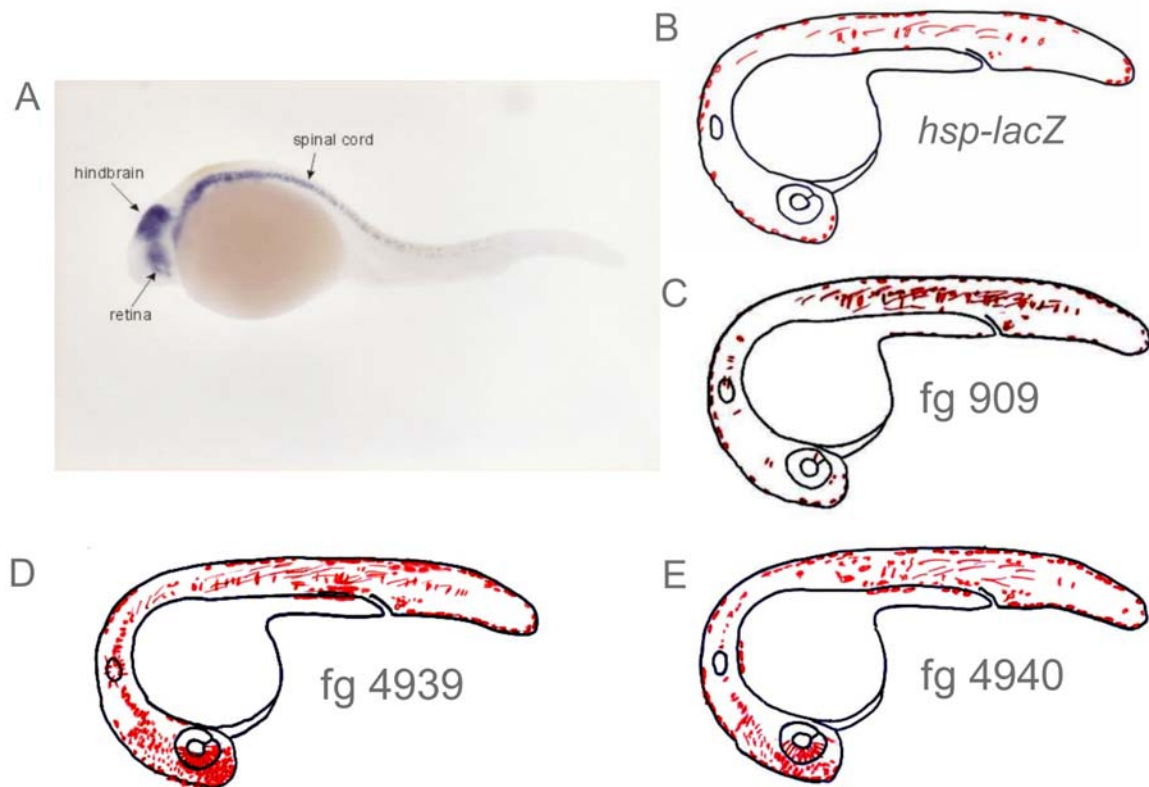 A
hindbrain
spinal cord
retina
B
hsp-lacZ
C
fg 909
D
fg 4939
E
fg 4940